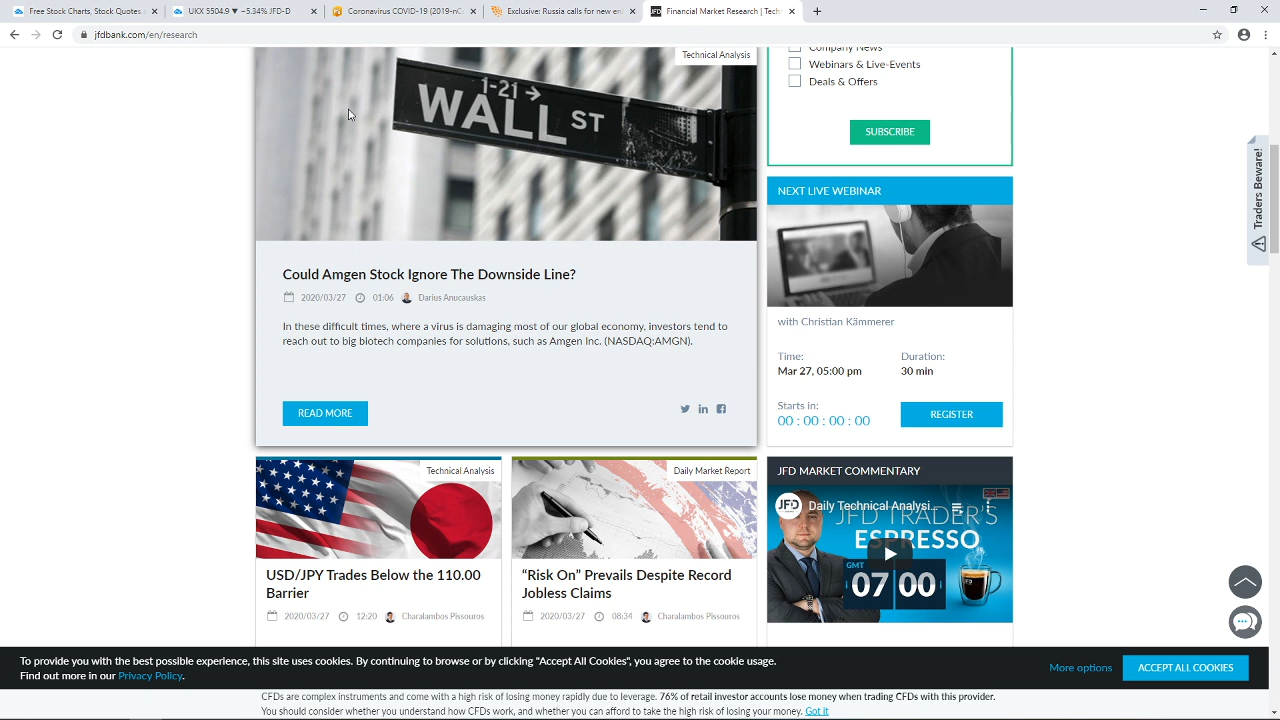 Free Stock Charts, Stock Quotes
UKX 5504.9 ▼ −5.34% JFD-D
Coronavirus COVID-19 (2019-nC
Exclusive: Russia calls for new en
Financial Market Research | Tech
jfdbank.com/en/research
Technical Analysis
1-21 →
WALL ST
Could Amgen Stock Ignore The Downside Line?
2020/03/27 01:06 Darius Anucauskas
In these difficult times, where a virus is damaging most of our global economy, investors tend to
reach out to big biotech companies for solutions, such as Amgen Inc. (NASDAQ:AMGN).
READ MORE
Company News
Webinars & Live-Events
Deals & Offers
SUBSCRIBE
NEXT LIVE WEBINAR
with Christian Kämmerer
Time: Duration:
Mar 27, 05:00 pm 30 min
Starts in:
00 : 00 : 00 : 00
REGISTER
Traders Beware!
Technical Analysis
USD/JPY Trades Below the 110.00
Barrier
2020/03/27 12:20 Charalambos Pissouros
Daily Market Report
“Risk On” Prevails Despite Record
Jobless Claims
2020/03/27 08:34 Charalambos Pissouros
JFD MARKET COMMENTARY
JFD
Daily Technical Analysi...
JFD TRADER'S
ESPRESSO
GMT
07 00
To provide you with the best possible experience, this site uses cookies. By continuing to browse or by clicking "Accept All Cookies", you agree to the cookie usage.
Find out more in our Privacy Policy.
More options
ACCEPT ALL COOKIES
CFDs are complex instruments and come with a high risk of losing money rapidly due to leverage. 76% of retail investor accounts lose money when trading CFDs with this provider.
You should consider whether you understand how CFDs work, and whether you can afford to take the high risk of losing your money. Got it